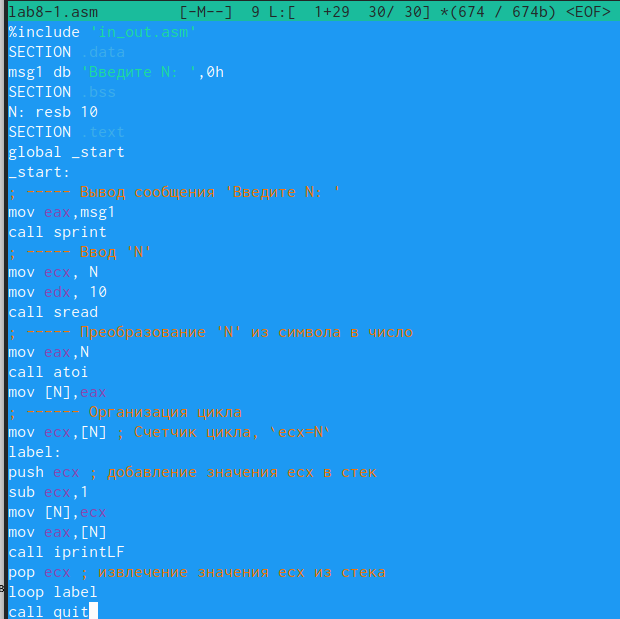 lab8-1.asm [-M--] 9 L:[ 1+29 30/ 30] *(674 / 674b) <EOF>
%include 'in_out.asm'
SECTION .data
msg1 db 'Введите N: ',0h
SECTION .bss
N: resb 10
SECTION .text
global _start
_start:
; ----- Вывод сообщения 'Введите N: '
mov eax,msg1
call sprint
; ----- Ввод 'N'
mov ecx, N
mov edx, 10
call sread
; ----- Преобразование 'N' из символа в число
mov eax,N
call atoi
mov [N],eax
; ------ Организация цикла
mov ecx,[N] ; Счетчик цикла, `ecx=N`
label:
push ecx ; добавление значения ecx в стек
sub ecx,1
mov [N],ecx
mov eax,[N]
call iprintLF
pop ecx ; извлечение значения ecx из стека
loop label
call quit